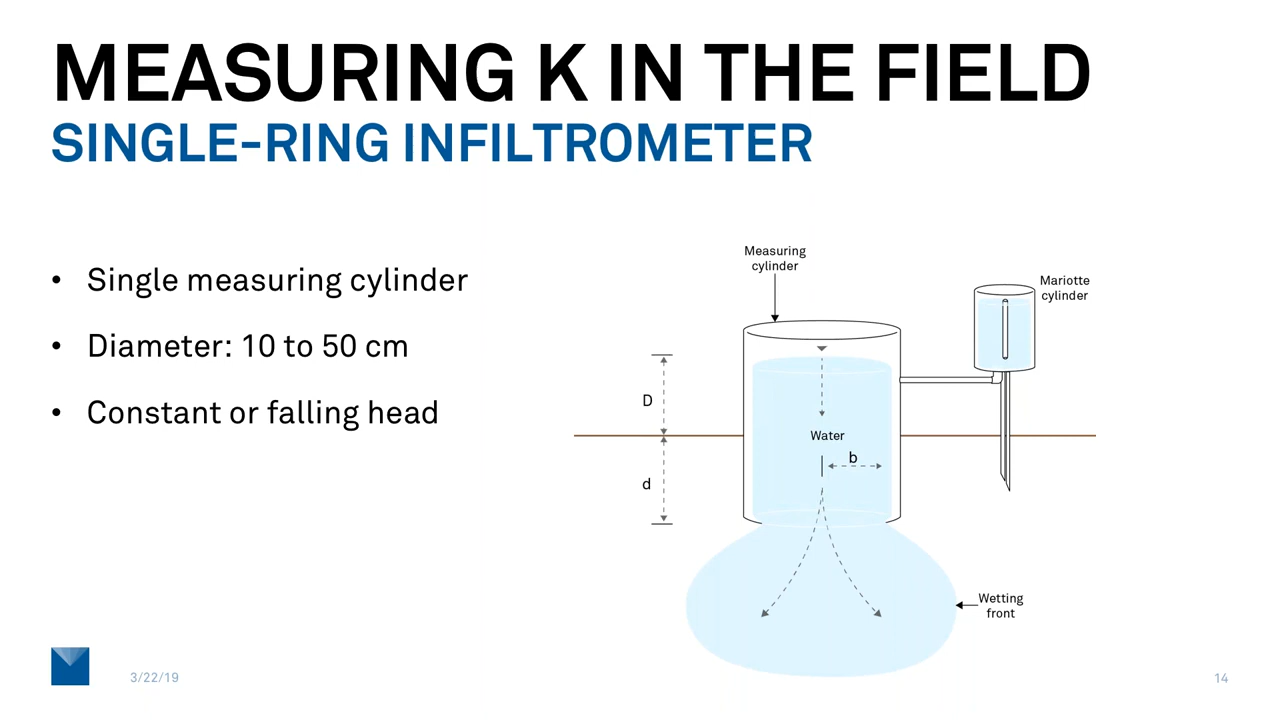 MEASURING K IN THE FIELD
SINGLE-RING INFILTROMETER
• Single measuring cylinder
• Diameter: 10 to 50 cm
• Constant or falling head
Measuring
cylinder
Mariotte
cylinder
D
Water
b
d
Wetting
front
3/22/19
14